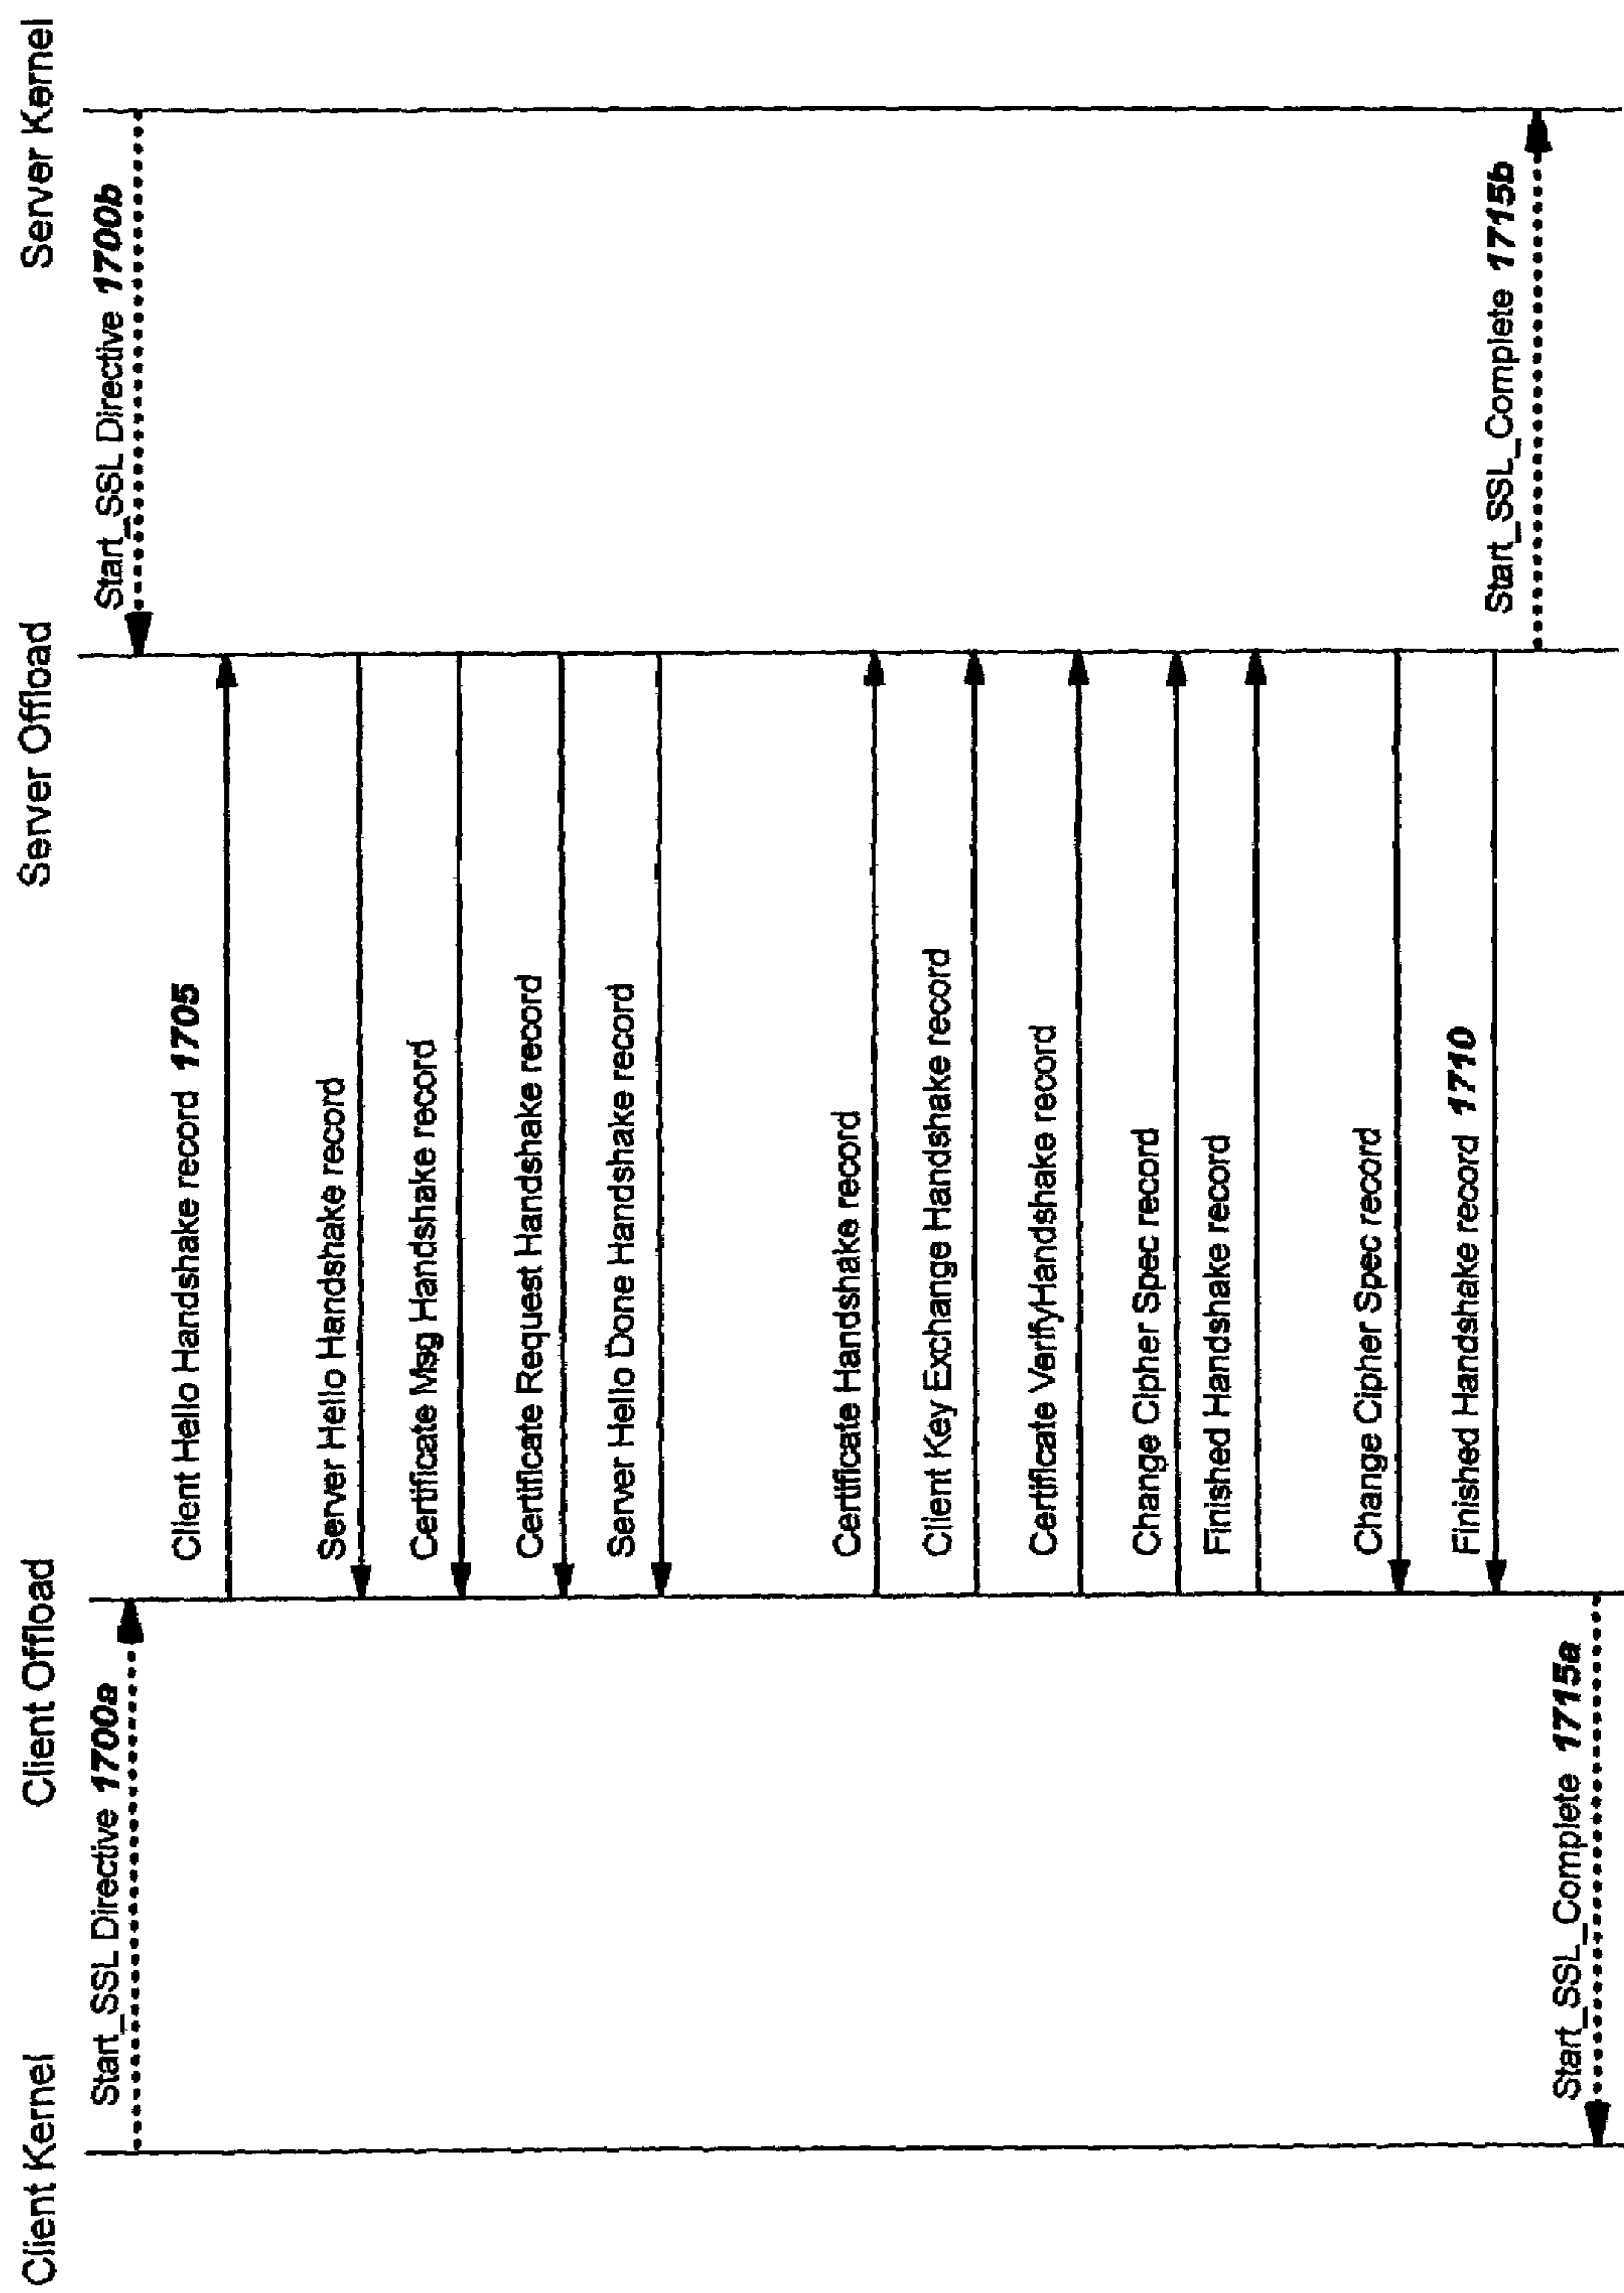 Client Kernel
Client Offload
Server Offload
Server Kernel
Start_SSL Directive 1700a
Start_SSL Directive 1700b
Client Hello Handshake record 1705
Server Hello Handshake record
Certificate Msg Handshake record
Certificate Request Handshake record
Server Hello Done Handshake record
Certificate Handshake record
Client Key Exchange Handshake record
Certificate VerifyHandshake record
Change Cipher Spec record
Finished Handshake record
Change Cipher Spec record
Finished Handshake record 1710
Start_SSL_Complete 1715b
Start_SSL_Complete 1715a